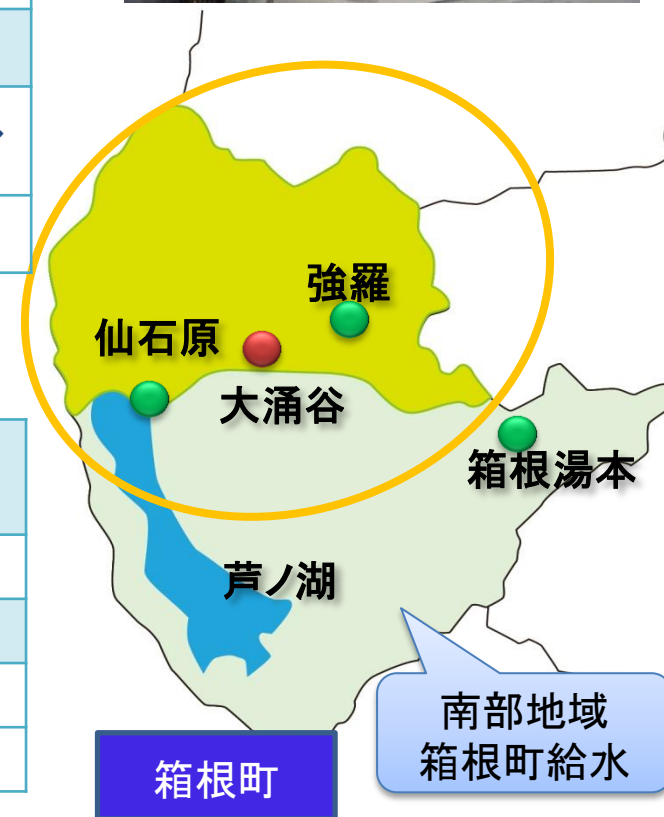 強羅
仙石原
大涌谷
箱根湯本
芦ノ湖
南部地域
箱根町給水
箱根町